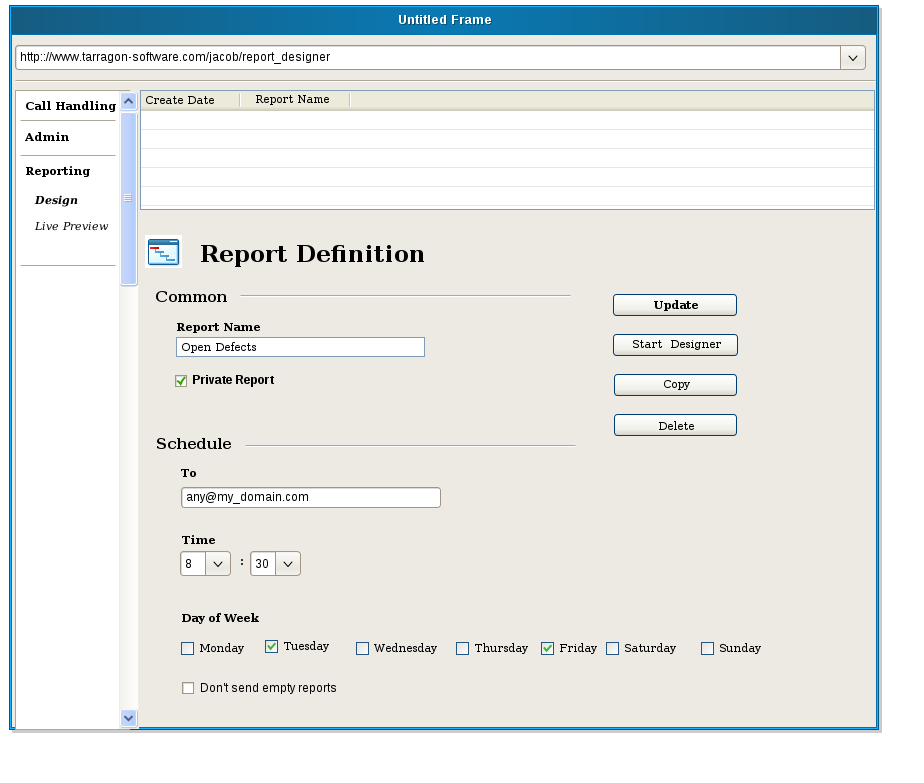 Untitled Frame
http:://www.tarragon-software.com/jacob/report_designer
Call Handling
Admin
Reporting
Design
Live Preview
Create Date Report Name
Report Definition
Common
Report Name
Open Defects
Private Report
Update
Start Designer
Copy
Delete
Schedule
To
any@my_domain.com
Time
8 : 30
Day of Week
Monday Tuesday Wednesday Thursday Friday Saturday Sunday
Don't send empty reports